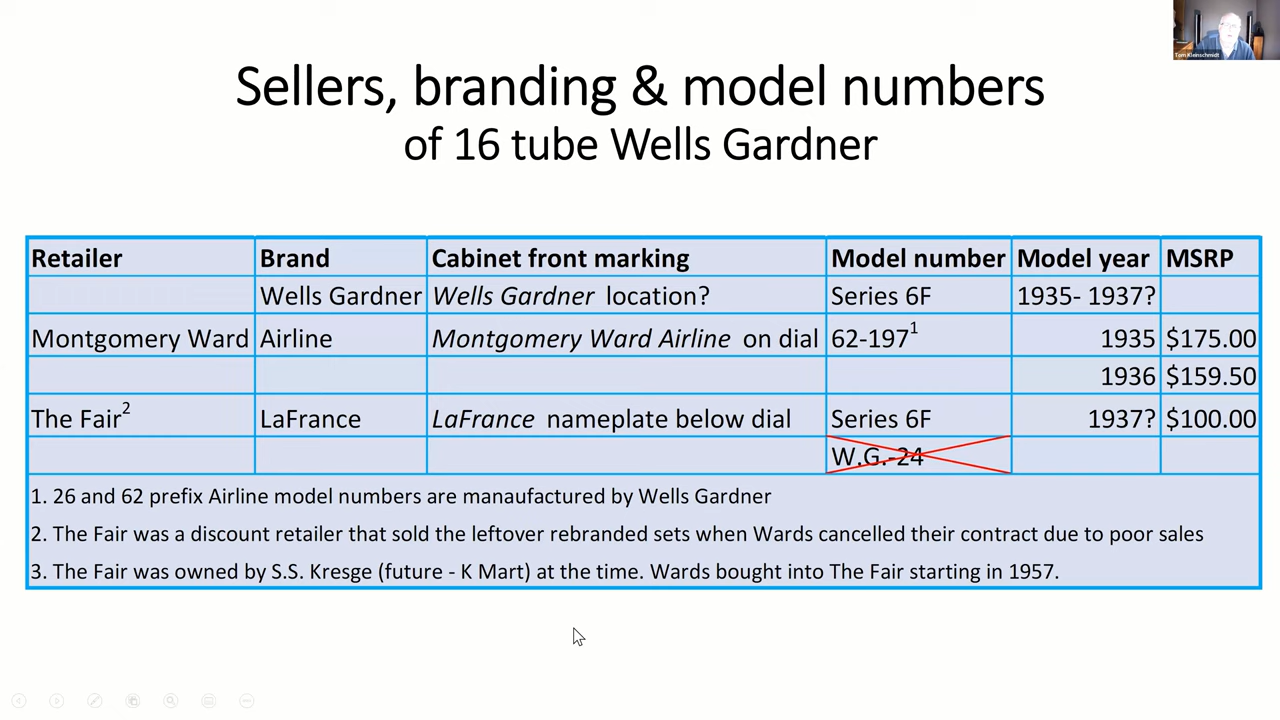 Tom Kleinschmidt
Sellers, branding & model numbers
of 16 tube Wells Gardner
Retailer Brand Cabinet front marking Model number Model year MSRP
Wells Gardner Wells Gardner location? Series 6F 1935- 1937?
Montgomery Ward Airline Montgomery Ward Airline on dial 62-197¹ 1935 $175.00
1936 $159.50
The Fair² LaFrance LaFrance nameplate below dial Series 6F 1937? $100.00
W.G.-24
1. 26 and 62 prefix Airline model numbers are manaufactured by Wells Gardner
2. The Fair was a discount retailer that sold the leftover rebranded sets when Wards cancelled their contract due to poor sales
3. The Fair was owned by S.S. Kresge (future - K Mart) at the time. Wards bought into The Fair starting in 1957.